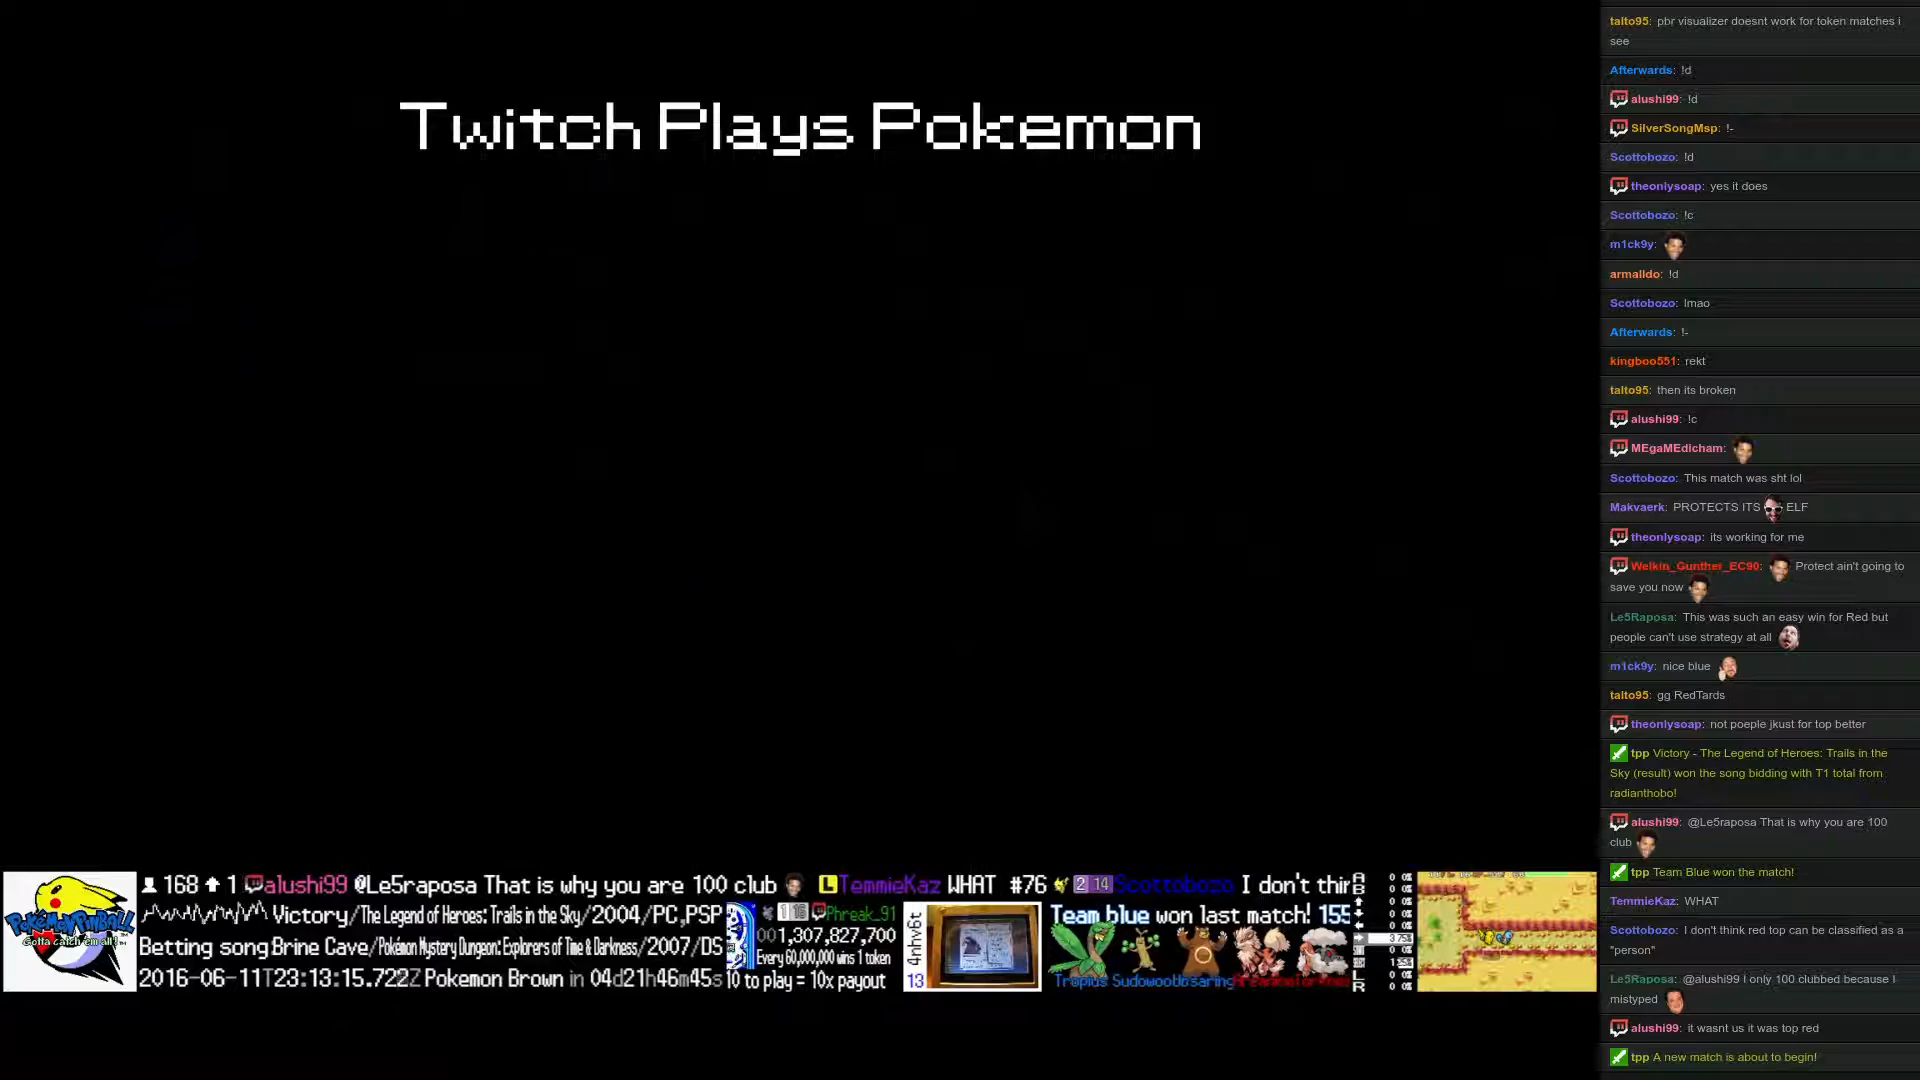 Twitch Plays Pokemon
talto95: pbr visualizer doesnt work for token matches i
see
Afterwards: !d
alushi99: !d
SilverSongMsp: !-
Scottobozo: !d
theonlysoap: yes it does
Scottobozo: !c
m1ck9y:
armalldo: !d
Scottobozo: lmao
Afterwards: !-
kingboo551: rekt
talto95: then its broken
alushi99: !c
MEgaMEdicham:
Scottobozo: This match was sht lol
Makvaerk: PROTECTS ITS ELF
theonlysoap: its working for me
Welkin_Gunther_EC90: Protect ain't going to
save you now
Le5Raposa: This was such an easy win for Red but
people can't use strategy at all
m1ck9y: nice blue
talto95: gg RedTards
theonlysoap: not poeple jkust for top better
tpp Victory - The Legend of Heroes: Trails in the
Sky (result) won the song bidding with T1 total from
radianthobo!
alushi99: @Le5raposa That is why you are 100
club
tpp Team Blue won the match!
TemmieKaz: WHAT
Scottobozo: I don't think red top can be classified as a
"person"
Le5Raposa: @alushi99 I only 100 clubbed because I
mistyped
alushi99: it wasnt us it was top red
tpp A new match is about to begin!
Pokémon Pinball
Gotta catch 'em all!
168 1 alushi99 @Le5raposa That is why you are 100 club L TemmieKaz WHAT #76 2 14 Scottobozo I don't thin
Victory/The Legend of Heroes: Trails in the Sky/2004/PC,PSP
Betting song Brine Cave/Pokémon Mystery Dungeon: Explorers of Time & Darkness/2007/DS
2016-06-11T23:13:15.722Z Pokemon Brown in 04d21h46m45s
Phreak_91
001,307,827,700
Every 60,000,000 wins 1 token
10 to play = 10x payout
4nhv6t
13
Team blue won last match! 155
Tropius Sudowoodo Ursaring